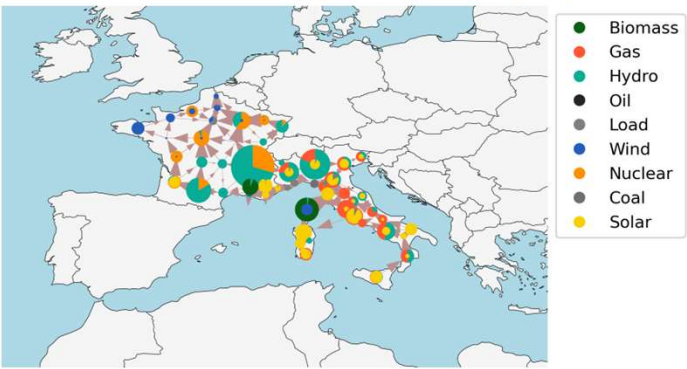 Biomass
Gas
Hydro
Oil
Load
Wind
Nuclear
Coal
Solar